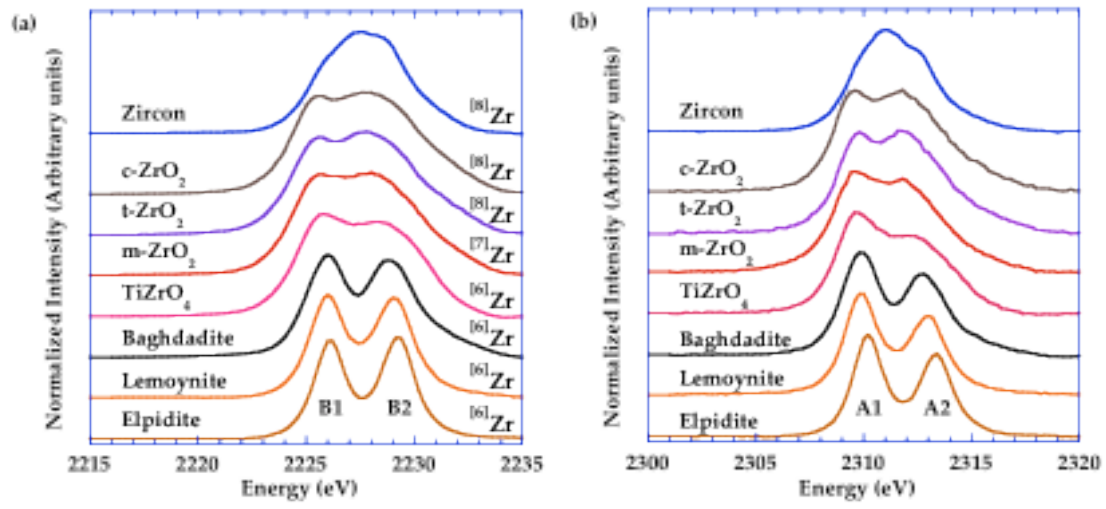 (a)
Normalized Intensity (Arbitrary units)
Zircon [8]Zr
c-ZrO2 [8]Zr
t-ZrO2 [8]Zr
m-ZrO2 [7]Zr
TiZrO4 [6]Zr
Baghdadite [6]Zr
Lemoynite [6]Zr
Elpidite [6]Zr
B1 B2
2215 2220 2225 2230 2235
Energy (eV)
(b)
Normalized Intensity (Arbitrary units)
Zircon
c-ZrO2
t-ZrO2
m-ZrO2
TiZrO4
Baghdadite
Lemoynite
Elpidite
A1 A2
2300 2305 2310 2315 2320
Energy (eV)